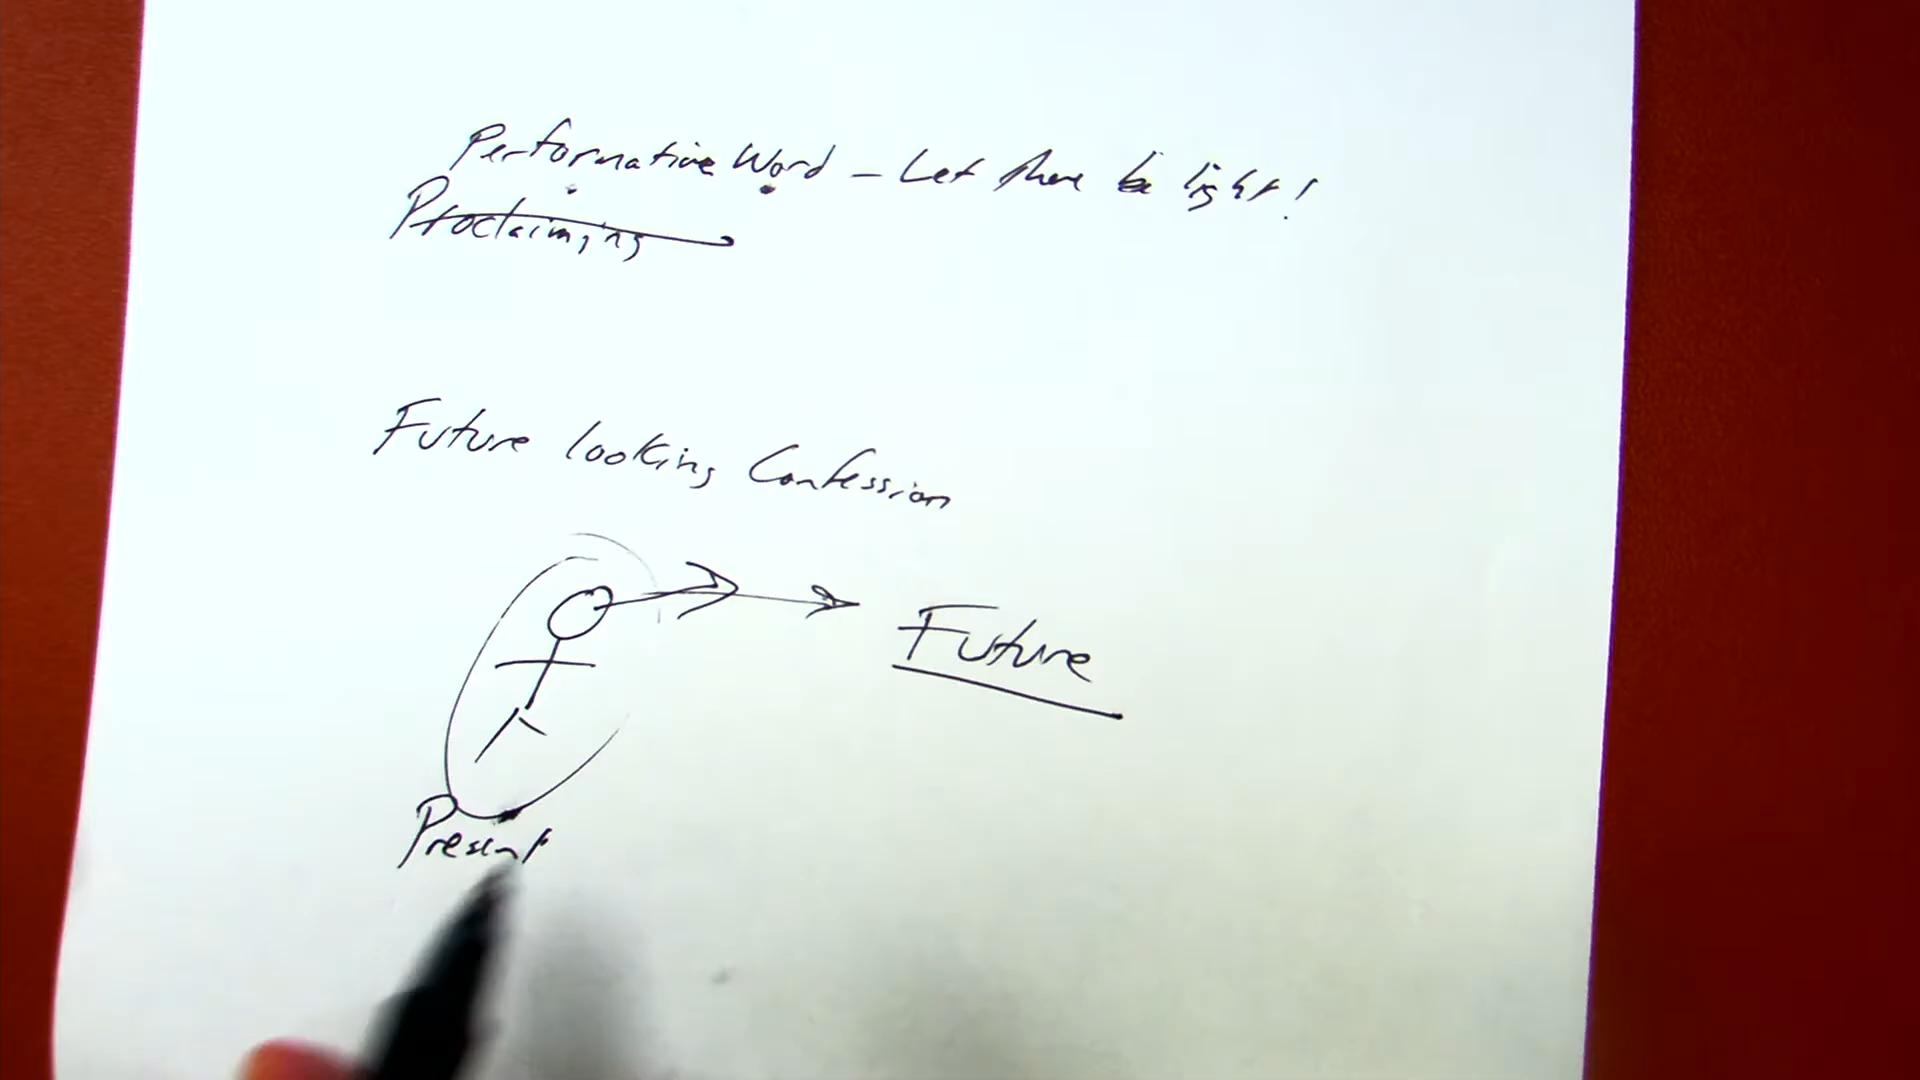 Performative Word – Let there be light!
Proclaiming
Future looking Confession
Future
Present